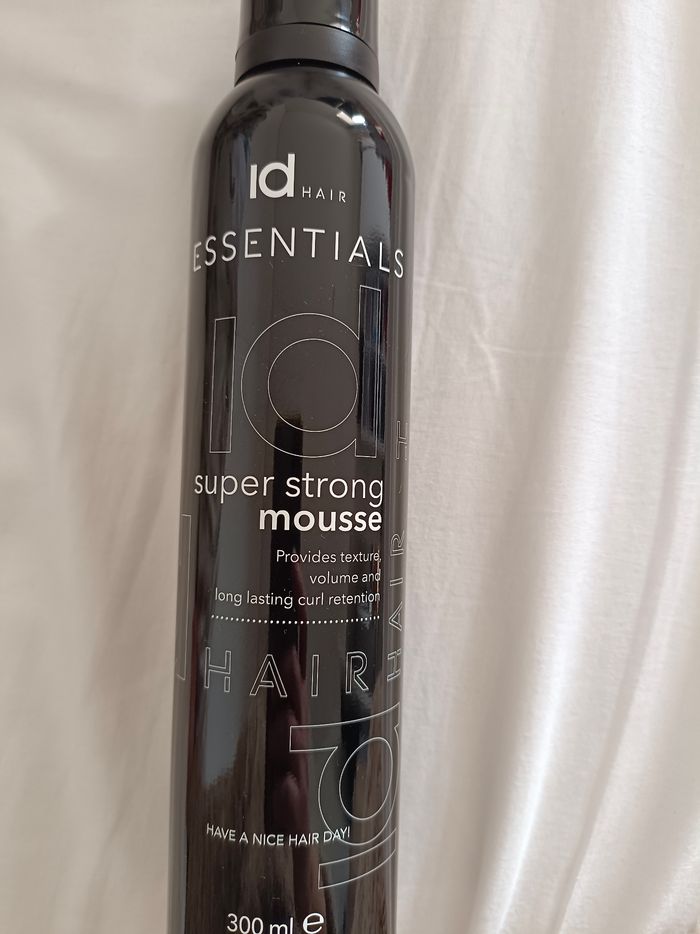 id HAIR
ESSENTIALS
id
super strong
mousse
Provides texture,
volume and
long lasting curl retention
HAIR
HAIR
id
HAVE A NICE HAIR DAY!
300 ml e